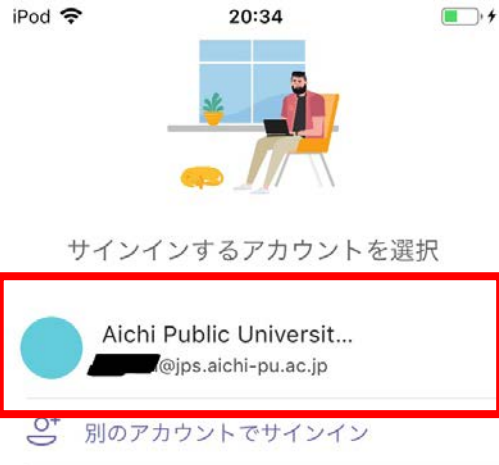 iPod 20:34
サインインするアカウントを選択
Aichi Public Universit...
@jps.aichi-pu.ac.jp
別のアカウントでサインイン